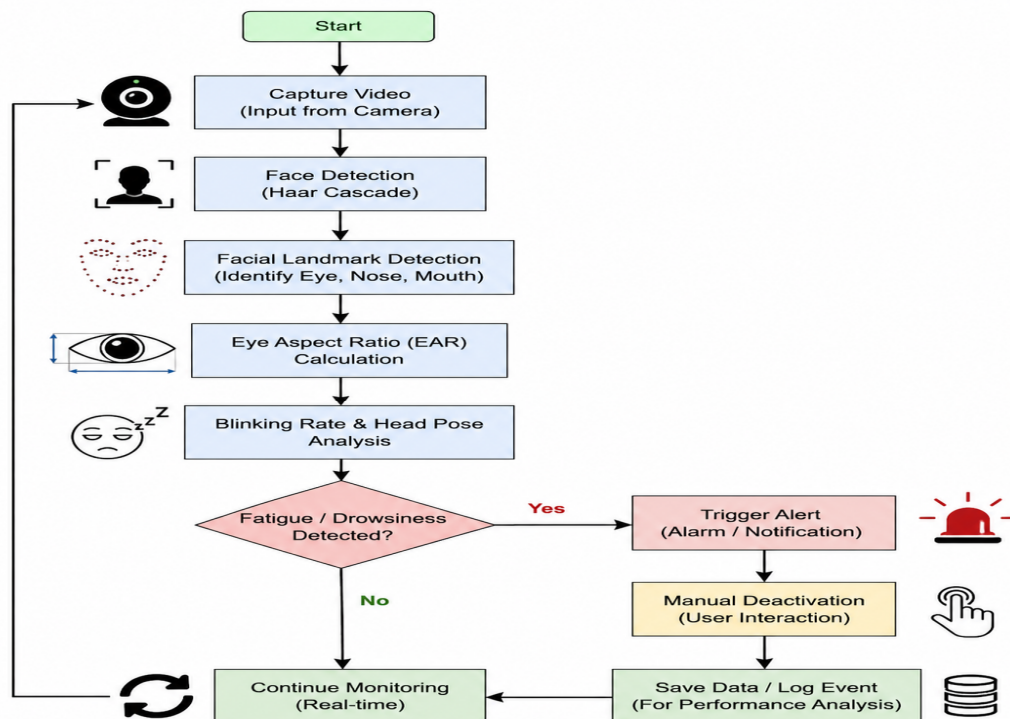 Start
Capture Video
(Input from Camera)
Face Detection
(Haar Cascade)
Facial Landmark Detection
(Identify Eye, Nose, Mouth)
Eye Aspect Ratio (EAR)
Calculation
zzZ
Blinking Rate & Head Pose
Analysis
Fatigue / Drowsiness
Detected?
Yes
Trigger Alert
(Alarm / Notification)
No
Manual Deactivation
(User Interaction)
Continue Monitoring
(Real-time)
Save Data / Log Event
(For Performance Analysis)